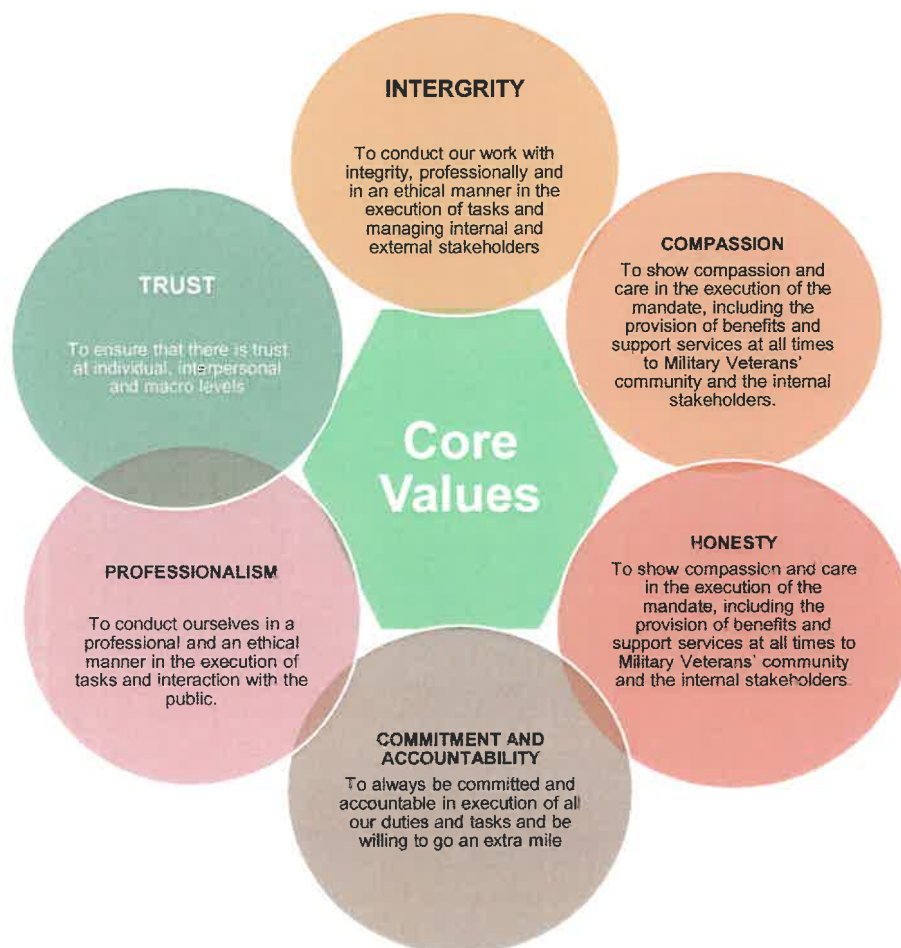 INTERGRITY
To conduct our work with
integrity, professionally and
in an ethical manner in the
execution of tasks and
managing internal and
external stakeholders
COMPASSION
To show compassion and
care in the execution of the
mandate, including the
provision of benefits and
support services at all times
to Military Veterans'
community and the internal
stakeholders.
HONESTY
To show compassion and care
in the execution of the
mandate, including the
provision of benefits and
support services at all times to
Military Veterans' community
and the internal stakeholders.
COMMITMENT AND
ACCOUNTABILITY
To always be committed and
accountable in execution of all
our duties and tasks and be
willing to go an extra mile
PROFESSIONALISM
To conduct ourselves in a
professional and an ethical
manner in the execution of
tasks and interaction with the
public.
TRUST
To ensure that there is trust
at individual, interpersonal
and macro levels
Core
Values